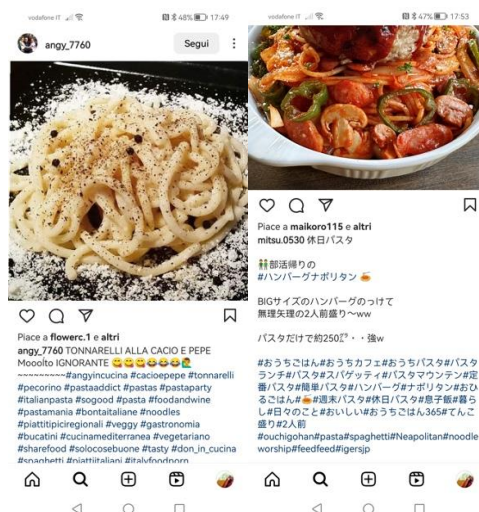 vodafone IT
48% 17:49
angy_7760
Segui
Piace a flowerc.1 e altri
angy_7760 TONNARELLI ALLA CACIO E PEPE
Mooolto IGNORANTE 😋😋😋😂😂😂🤷‍♂️
~~~~~~~~~#angyincucina #cacioepepe #tonnarelli
#pecorino #pastaaddict #pastas #pastaparty
#italianpasta #sogood #pasta #foodandwine
#pastamania #bontaitaliane #noodles
#piattitipiciregionali #veggy #gastronomia
#bucatini #cucinamediterranea #vegetariano
#sharefood #solocosebuone #tasty #don_in_cucina
#spaghetti #piattiitaliani #italyfoodporn
vodafone IT
47% 17:53
Piace a maikoro115 e altri
mitsu.0530 休日パスタ
👬部活帰りの
#ハンバーグナポリタン 🍝
BIGサイズのハンバーグのっけて
無理矢理の2人前盛り〜ww
パスタだけで約250㌘・・強w
#おうちごはん#おうちカフェ#おうちパスタ#パスタ
ランチ#パスタ#スパゲッティ#パスタマウンテン#定
番パスタ#簡単パスタ#ハンバーグ#ナポリタン#おひ
るごはん#🍝#週末パスタ#休日パスタ#息子飯#暮ら
し#日々のこと#おいしい#おうちごはん365#てんこ
盛り#2人前
#ouchigohan#pasta#spaghetti#Neapolitan#noodle
worship#feedfeed#igersjp